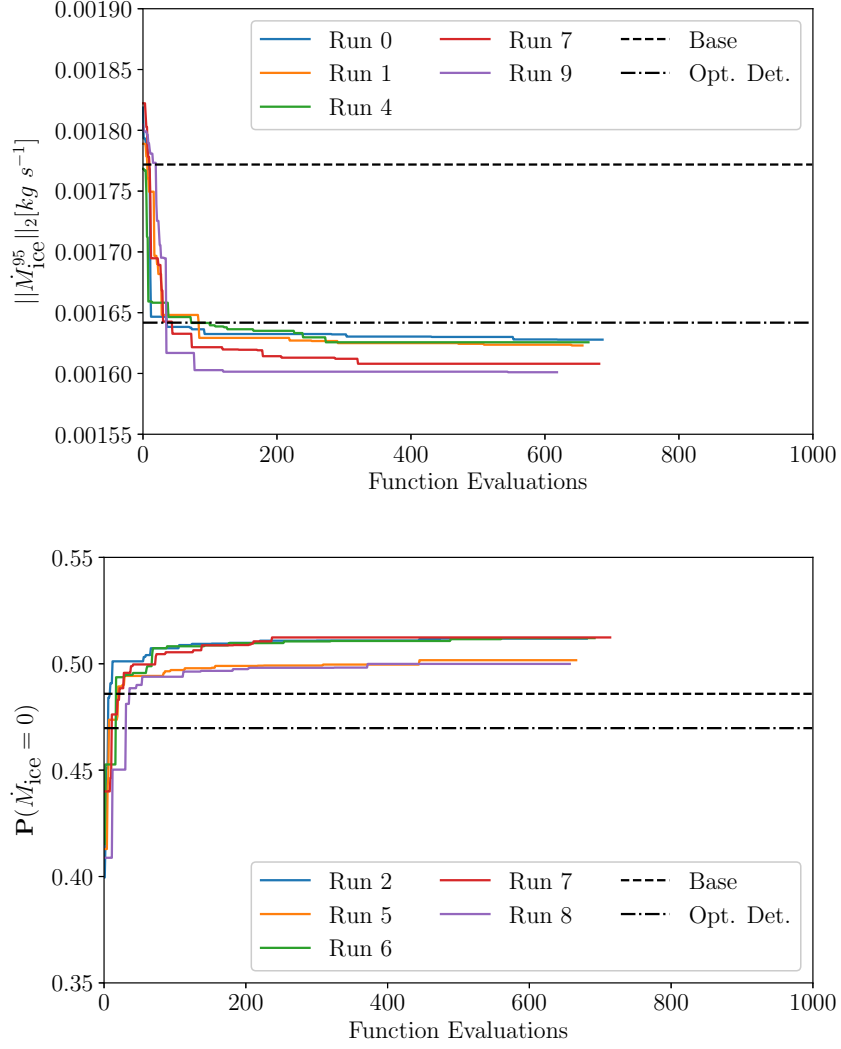 0.00190
0.00185
0.00180
0.00175
0.00170
0.00165
0.00160
0.00155
||Ṁ_ice^95||₂[kg s⁻¹]
Run 0
Run 1
Run 4
Run 7
Run 9
Base
Opt. Det.
0 200 400 600 800 1000
Function Evaluations
0.55
0.50
0.45
0.40
0.35
P(Ṁ_ice = 0)
Run 2
Run 5
Run 6
Run 7
Run 8
Base
Opt. Det.
0 200 400 600 800 1000
Function Evaluations